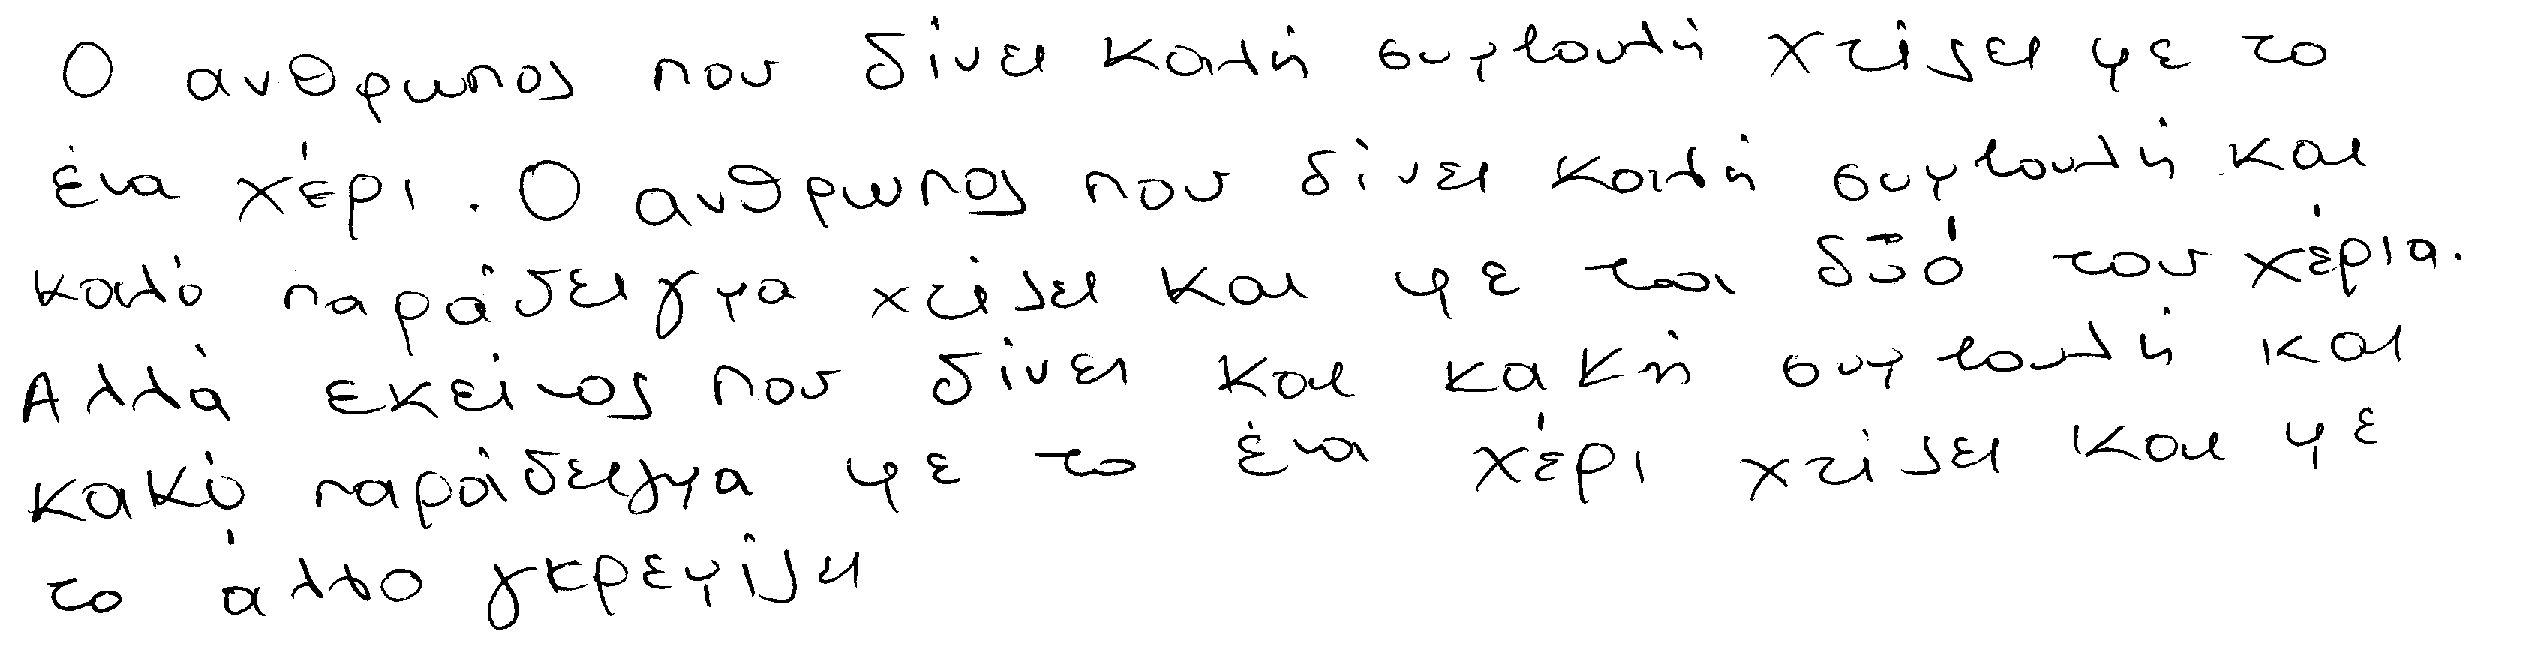 Ο ανθρωπος που δίνει καλή συμβουλή χτίζει με το
ένα χέρι. Ο ανθρωπος που δίνει καλή συμβουλή και
καλό παράδειγμα χτίζει και με τα δύό του χέρια.
Αλλά εκείνος που δίνει και κακή συμβουλή και
κακό παράδειγμα με το ένα χέρι χτίζει και με
το άλλο γκρεμίζει